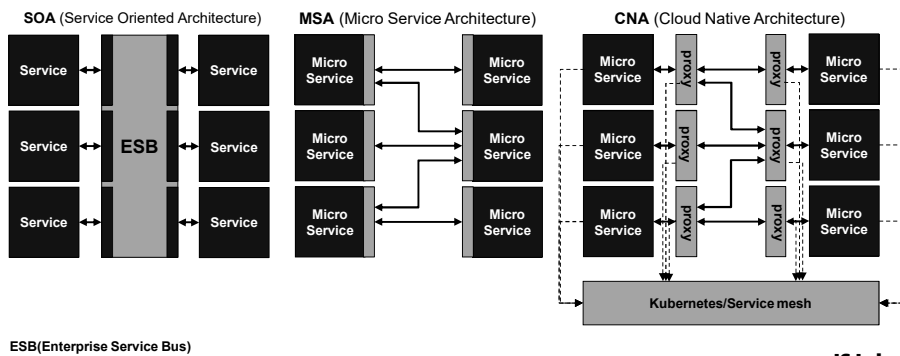 SOA (Service Oriented Architecture)
MSA (Micro Service Architecture)
CNA (Cloud Native Architecture)
Service
Service
Service
ESB
Service
Service
Service
Micro
Service
Micro
Service
Micro
Service
Micro
Service
Micro
Service
Micro
Service
Micro
Service
Micro
Service
Micro
Service
proxy
proxy
proxy
proxy
proxy
proxy
Micro
Service
Micro
Service
Micro
Service
Kubernetes/Service mesh
ESB(Enterprise Service Bus)